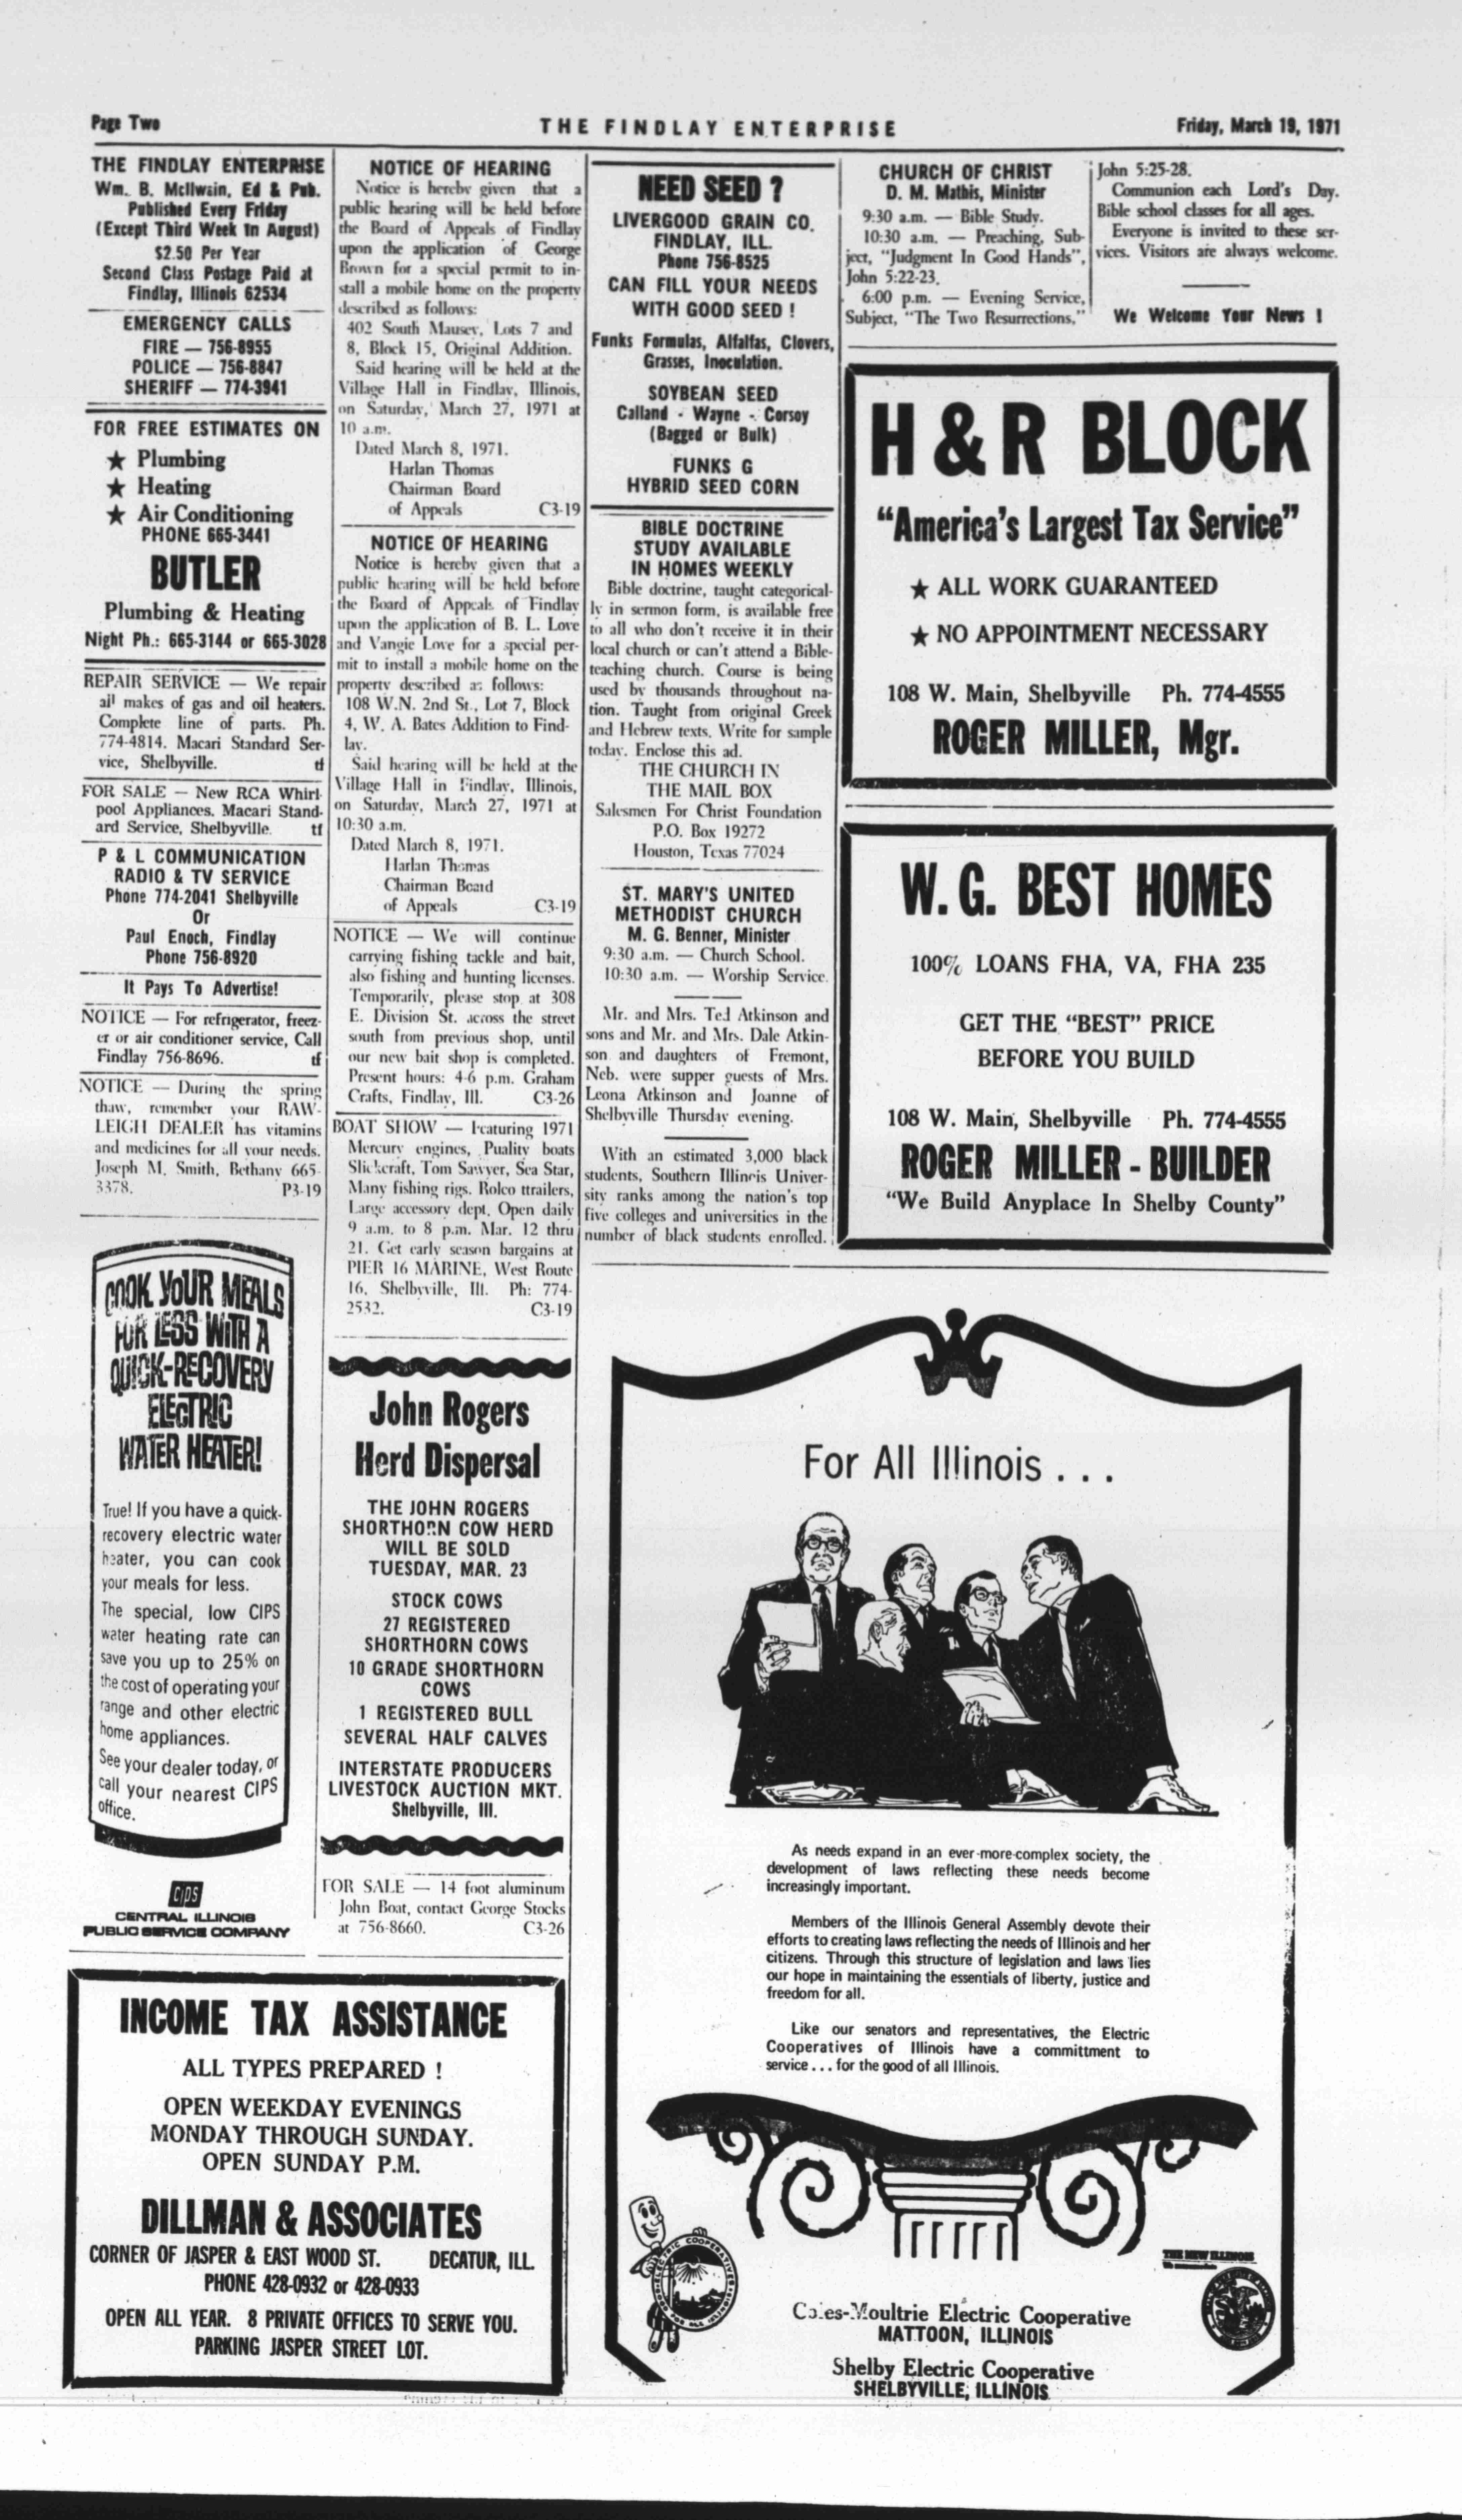 Page Two
THE FINDLAY ENTERPRISE
Friday, March 19, 1971
THE FINDLAY ENTERPRISE
Wm. B. McIlwain, Ed & Pub.
Published Every Friday
(Except Third Week in August)
$2.50 Per Year
Second Class Postage Paid at
Findlay, Illinois 62534
EMERGENCY CALLS
FIRE — 756-8955
POLICE — 756-8847
SHERIFF — 774-3941
FOR FREE ESTIMATES ON
★ Plumbing
★ Heating
★ Air Conditioning
PHONE 665-3441
BUTLER
Plumbing & Heating
Night Ph.: 665-3144 or 665-3028
REPAIR SERVICE — We repair
all makes of gas and oil heaters.
Complete line of parts. Ph.
774-4814. Macari Standard Ser-
vice, Shelbyville. tf
FOR SALE — New RCA Whirl-
pool Appliances. Macari Stand-
ard Service, Shelbyville. tf
P & L COMMUNICATION
RADIO & TV SERVICE
Phone 774-2041 Shelbyville
Or
Paul Enoch, Findlay
Phone 756-8920
It Pays To Advertise!
NOTICE — For refrigerator, freez-
er or air conditioner service, Call
Findlay 756-8696. tf
NOTICE — During the spring
thaw, remember your RAW-
LEIGH DEALER has vitamins
and medicines for all your needs.
Joseph M. Smith, Bethany 665-
3378. P3-19
COOK YOUR MEALS
FOR LESS WITH A
QUICK-RECOVERY
ELECTRIC
WATER HEATER!
True! If you have a quick-
recovery electric water
heater, you can cook
your meals for less.
The special, low CIPS
water heating rate can
save you up to 25% on
the cost of operating your
range and other electric
home appliances.
See your dealer today, or
call your nearest CIPS
office.
CIPS
CENTRAL ILLINOIS
PUBLIC SERVICE COMPANY
NOTICE OF HEARING
Notice is hereby given that a
public hearing will be held before
the Board of Appeals of Findlay
upon the application of George
Brown for a special permit to in-
stall a mobile home on the property
described as follows:
402 South Mausey, Lots 7 and
8, Block 15, Original Addition.
Said hearing will be held at the
Village Hall in Findlay, Illinois,
on Saturday, March 27, 1971 at
10 a.m.
Dated March 8, 1971.
Harlan Thomas
Chairman Board
of Appeals C3-19
NOTICE OF HEARING
Notice is hereby given that a
public hearing will be held before
the Board of Appeals of Findlay
upon the application of B. L. Love
and Vangie Love for a special per-
mit to install a mobile home on the
property described as follows:
108 W.N. 2nd St., Lot 7, Block
4, W. A. Bates Addition to Find-
lay.
Said hearing will be held at the
Village Hall in Findlay, Illinois,
on Saturday, March 27, 1971 at
10:30 a.m.
Dated March 8, 1971.
Harlan Thomas
Chairman Board
of Appeals C3-19
NOTICE — We will continue
carrying fishing tackle and bait,
also fishing and hunting licenses.
Temporarily, please stop at 308
E. Division St. across the street
south from previous shop, until
our new bait shop is completed.
Present hours: 4-6 p.m. Graham
Crafts, Findlay, Ill. C3-26
BOAT SHOW — Featuring 1971
Mercury engines, Puality boats
Slickcraft, Tom Sawyer, Sea Star,
Many fishing rigs. Rolco ttrailers,
Large accessory dept. Open daily
9 a.m. to 8 p.m. Mar. 12 thru
21. Get early season bargains at
PIER 16 MARINE, West Route
16, Shelbyville, Ill. Ph: 774-
2532. C3-19
John Rogers
Herd Dispersal
THE JOHN ROGERS
SHORTHORN COW HERD
WILL BE SOLD
TUESDAY, MAR. 23
STOCK COWS
27 REGISTERED
SHORTHORN COWS
10 GRADE SHORTHORN
COWS
1 REGISTERED BULL
SEVERAL HALF CALVES
INTERSTATE PRODUCERS
LIVESTOCK AUCTION MKT.
Shelbyville, Ill.
FOR SALE — 14 foot aluminum
John Boat, contact George Stocks
at 756-8660. C3-26
INCOME TAX ASSISTANCE
ALL TYPES PREPARED !
OPEN WEEKDAY EVENINGS
MONDAY THROUGH SUNDAY.
OPEN SUNDAY P.M.
DILLMAN & ASSOCIATES
CORNER OF JASPER & EAST WOOD ST. DECATUR, ILL.
PHONE 428-0932 or 428-0933
OPEN ALL YEAR. 8 PRIVATE OFFICES TO SERVE YOU.
PARKING JASPER STREET LOT.
NEED SEED ?
LIVERGOOD GRAIN CO.
FINDLAY, ILL.
Phone 756-8525
CAN FILL YOUR NEEDS
WITH GOOD SEED !
Funks Formulas, Alfalfas, Clovers,
Grasses, Inoculation.
SOYBEAN SEED
Calland - Wayne - Corsoy
(Bagged or Bulk)
FUNKS G
HYBRID SEED CORN
BIBLE DOCTRINE
STUDY AVAILABLE
IN HOMES WEEKLY
Bible doctrine, taught categorical-
ly in sermon form, is available free
to all who don't receive it in their
local church or can't attend a Bible-
teaching church. Course is being
used by thousands throughout na-
tion. Taught from original Greek
and Hebrew texts. Write for sample
today. Enclose this ad.
THE CHURCH IN
THE MAIL BOX
Salesmen For Christ Foundation
P.O. Box 19272
Houston, Texas 77024
ST. MARY'S UNITED
METHODIST CHURCH
M. G. Benner, Minister
9:30 a.m. — Church School.
10:30 a.m. — Worship Service.
Mr. and Mrs. Ted Atkinson and
sons and Mr. and Mrs. Dale Atkin-
son and daughters of Fremont,
Neb. were supper guests of Mrs.
Leona Atkinson and Joanne of
Shelbyville Thursday evening.
With an estimated 3,000 black
students, Southern Illinois Univer-
sity ranks among the nation's top
five colleges and universities in the
number of black students enrolled.
CHURCH OF CHRIST
D. M. Mathis, Minister
9:30 a.m. — Bible Study.
10:30 a.m. — Preaching, Sub-
ject, "Judgment In Good Hands",
John 5:22-23.
6:00 p.m. — Evening Service,
Subject, "The Two Resurrections,"
John 5:25-28.
Communion each Lord's Day.
Bible school classes for all ages.
Everyone is invited to these ser-
vices. Visitors are always welcome.
We Welcome Your News !
H & R BLOCK
"America's Largest Tax Service"
★ ALL WORK GUARANTEED
★ NO APPOINTMENT NECESSARY
108 W. Main, Shelbyville Ph. 774-4555
ROGER MILLER, Mgr.
W. G. BEST HOMES
100% LOANS FHA, VA, FHA 235
GET THE "BEST" PRICE
BEFORE YOU BUILD
108 W. Main, Shelbyville Ph. 774-4555
ROGER MILLER - BUILDER
"We Build Anyplace In Shelby County"
For All Illinois . . .
As needs expand in an ever-more-complex society, the
development of laws reflecting these needs become
increasingly important.
Members of the Illinois General Assembly devote their
efforts to creating laws reflecting the needs of Illinois and her
citizens. Through this structure of legislation and laws lies
our hope in maintaining the essentials of liberty, justice and
freedom for all.
Like our senators and representatives, the Electric
Cooperatives of Illinois have a committment to
service . . . for the good of all Illinois.
ELECTRIC COOPERATIVES
GOOD FOR ALL ILLINOIS
THE NEW ILLINOIS
Coles-Moultrie Electric Cooperative
MATTOON, ILLINOIS
Shelby Electric Cooperative
SHELBYVILLE, ILLINOIS